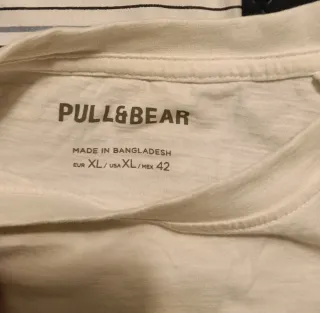 PULL&BEAR
MADE IN BANGLADESH
EUR XL / USA XL / MEX 42